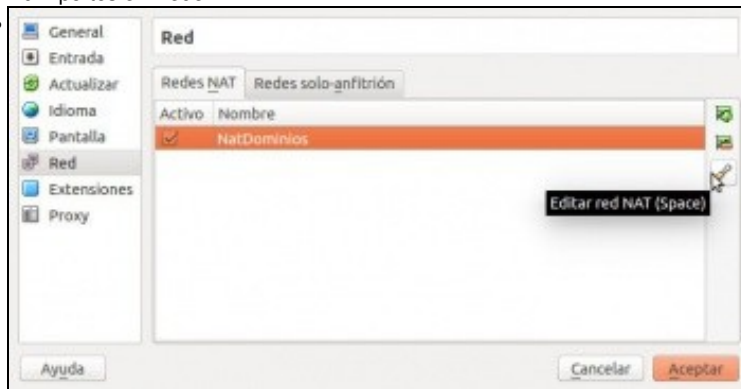 General
Entrada
Actualizar
Idioma
Pantalla
Red
Extensiones
Proxy
Red
Redes NAT Redes solo-anfitrión
Activo Nombre
NatDominios
Editar red NAT (Space)
Ayuda Cancelar Aceptar